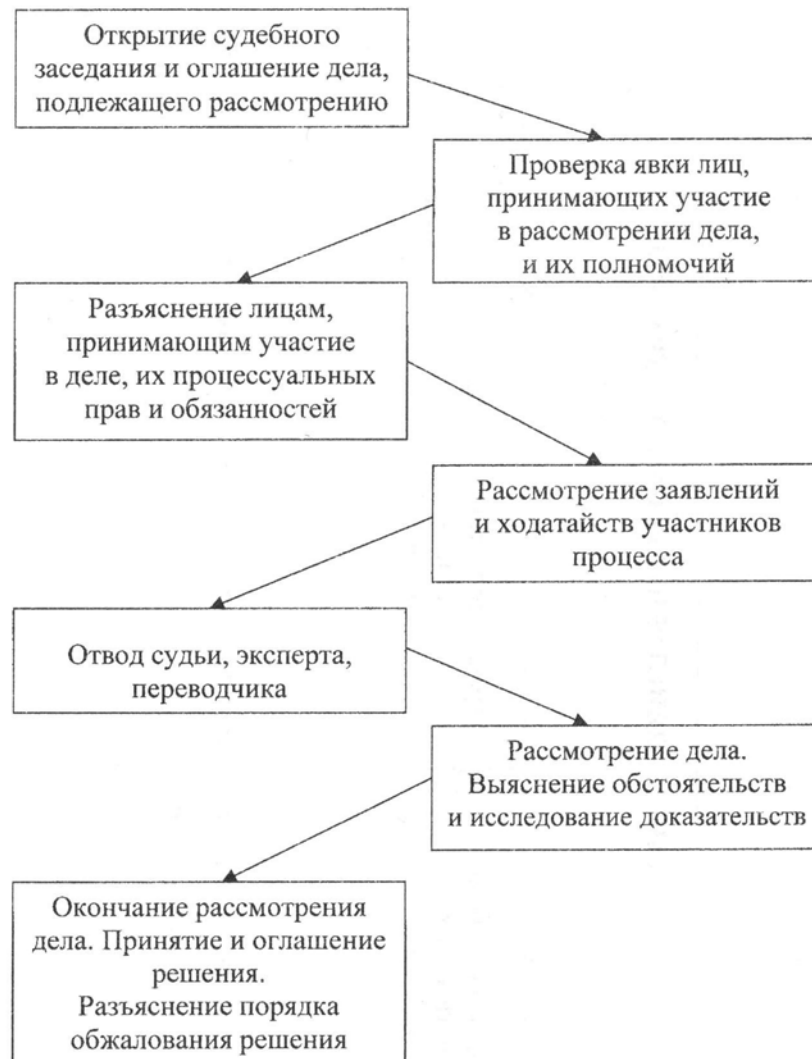 Открытие судебного
заседания и оглашение дела,
подлежащего рассмотрению
Проверка явки лиц,
принимающих участие
в рассмотрении дела,
и их полномочий
Разъяснение лицам,
принимающим участие
в деле, их процессуальных
прав и обязанностей
Рассмотрение заявлений
и ходатайств участников
процесса
Отвод судьи, эксперта,
переводчика
Рассмотрение дела.
Выяснение обстоятельств
и исследование доказательств
Окончание рассмотрения
дела. Принятие и оглашение
решения.
Разъяснение порядка
обжалования решения